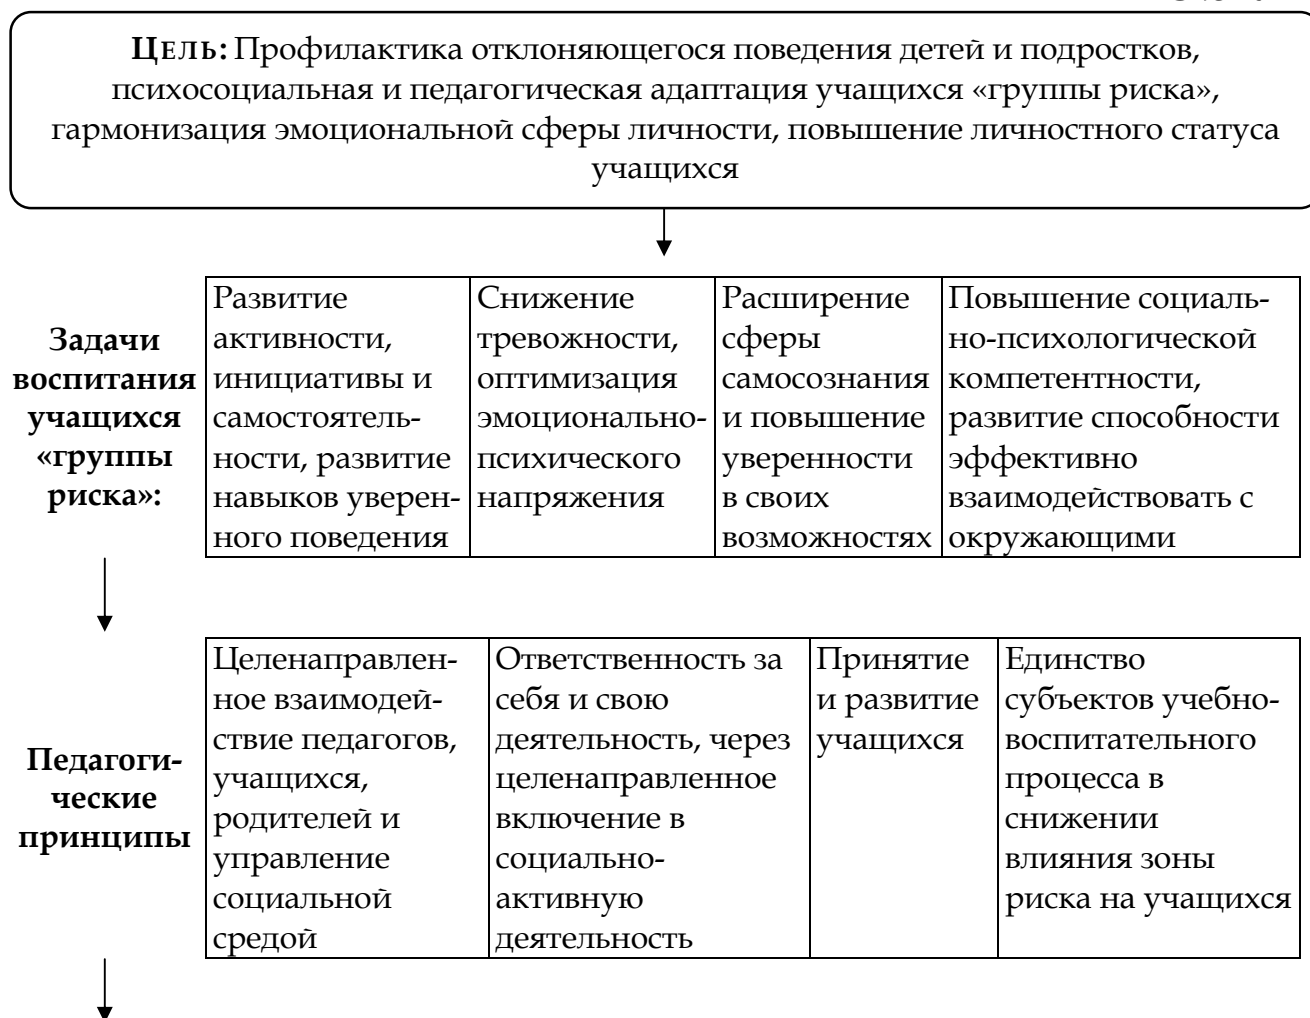 ЦЕЛЬ: Профилактика отклоняющегося поведения детей и подростков,
психосоциальная и педагогическая адаптация учащихся «группы риска»,
гармонизация эмоциональной сферы личности, повышение личностного статуса
учащихся
Задачи
воспитания
учащихся
«группы
риска»:
Развитие
активности,
инициативы и
самостоятель-
ности, развитие
навыков уверен-
ного поведения
Снижение
тревожности,
оптимизация
эмоционально-
психического
напряжения
Расширение
сферы
самосознания
и повышение
уверенности
в своих
возможностях
Повышение социаль-
но-психологической
компетентности,
развитие способности
эффективно
взаимодействовать с
окружающими
Педагоги-
ческие
принципы
Целенаправлен-
ное взаимодей-
ствие педагогов,
учащихся,
родителей и
управление
социальной
средой
Ответственность за
себя и свою
деятельность, через
целенаправленное
включение в
социально-
активную
деятельность
Принятие
и развитие
учащихся
Единство
субъектов учебно-
воспитательного
процесса в
снижении
влияния зоны
риска на учащихся